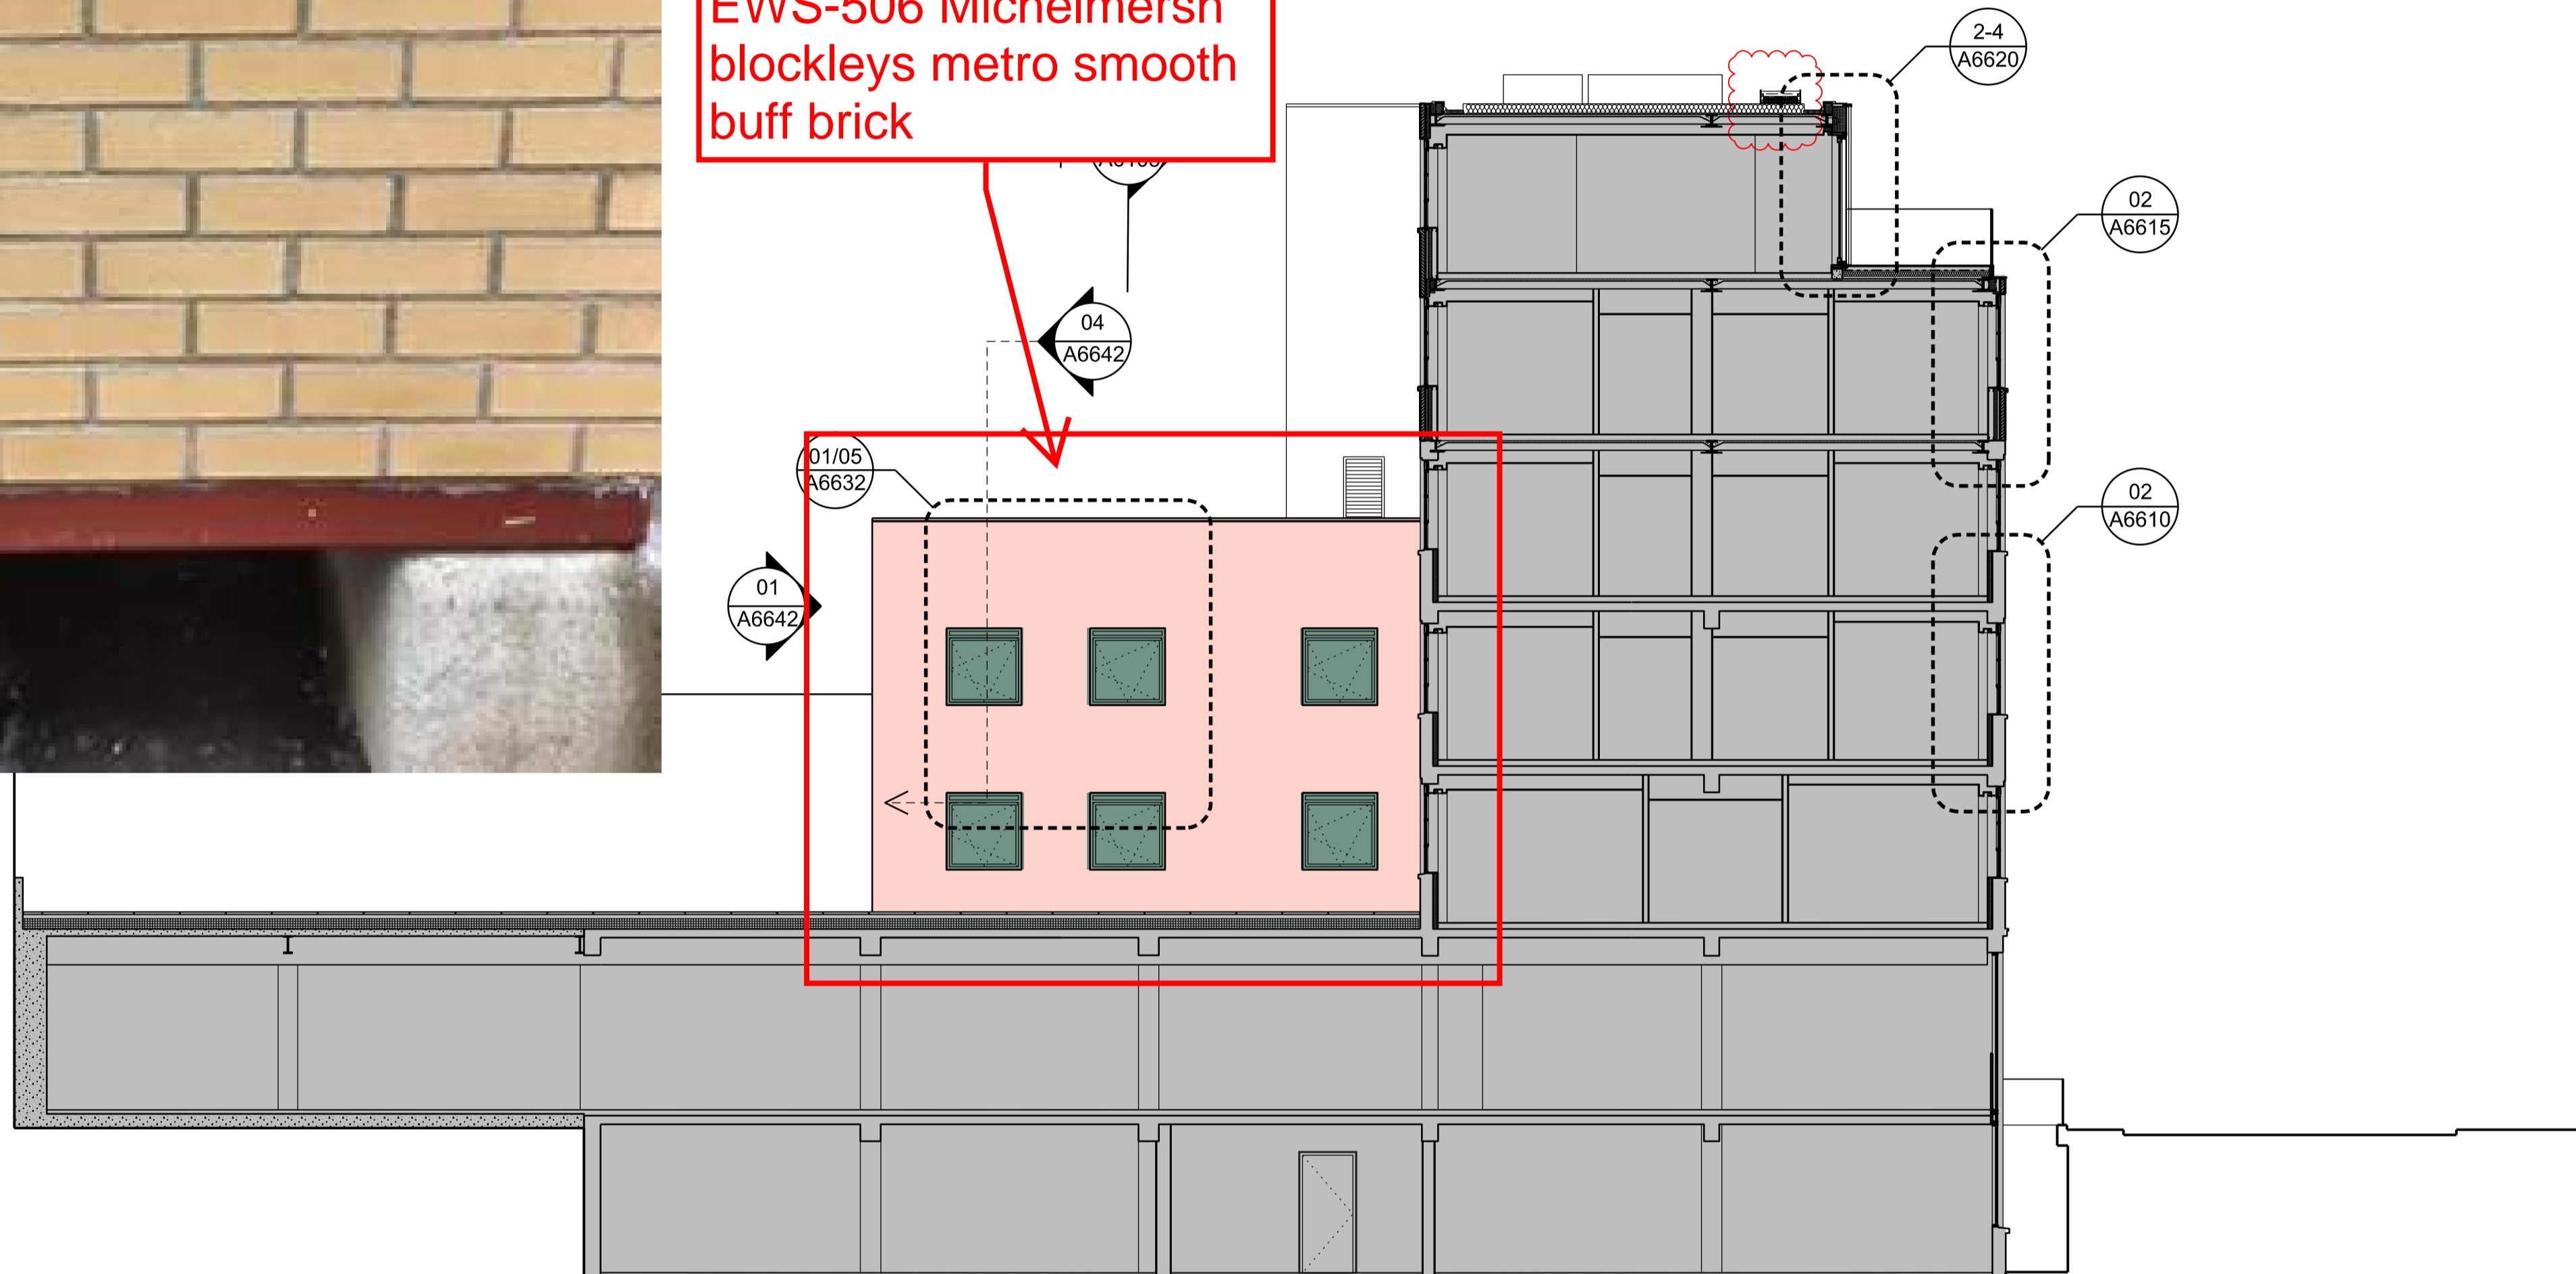 EWS-506 Michelmersh
blockleys metro smooth
buff brick
2-4
A6620
02
A6615
04
A6642
01/05
A6632
02
A6610
01
A6642